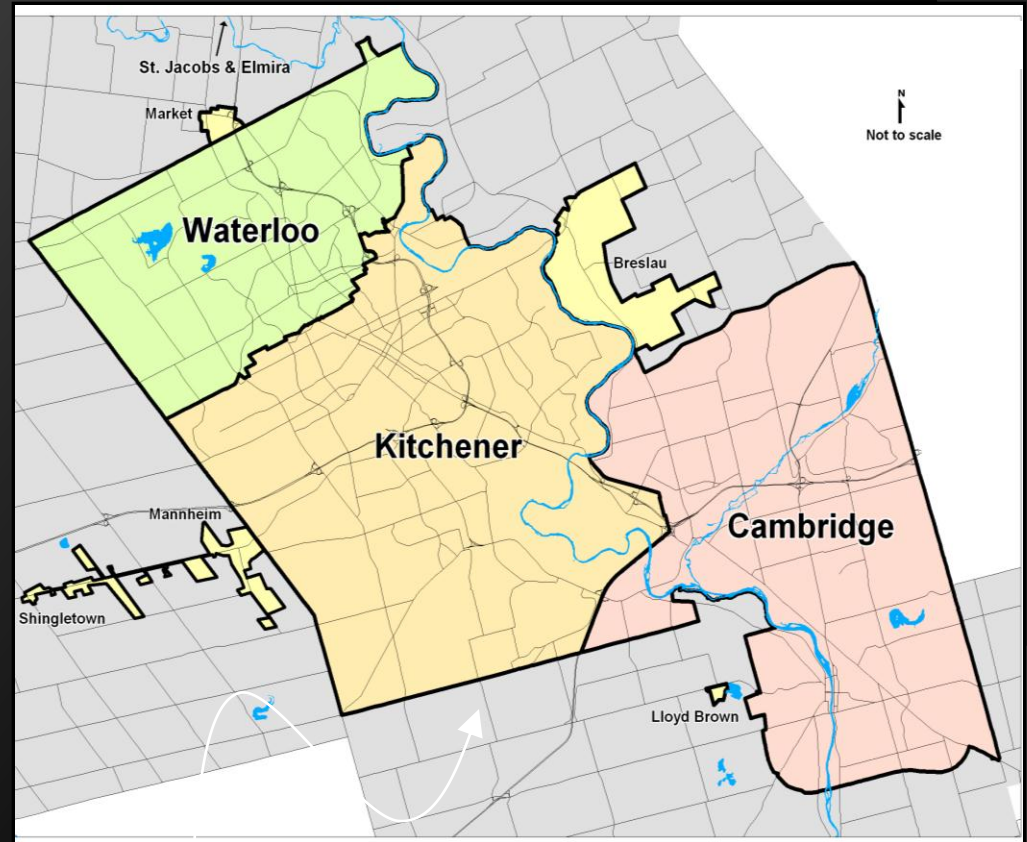 St. Jacobs & Elmira
Market
N
Not to scale
Waterloo
Breslau
Kitchener
Mannheim
Cambridge
Shingletown
Lloyd Brown